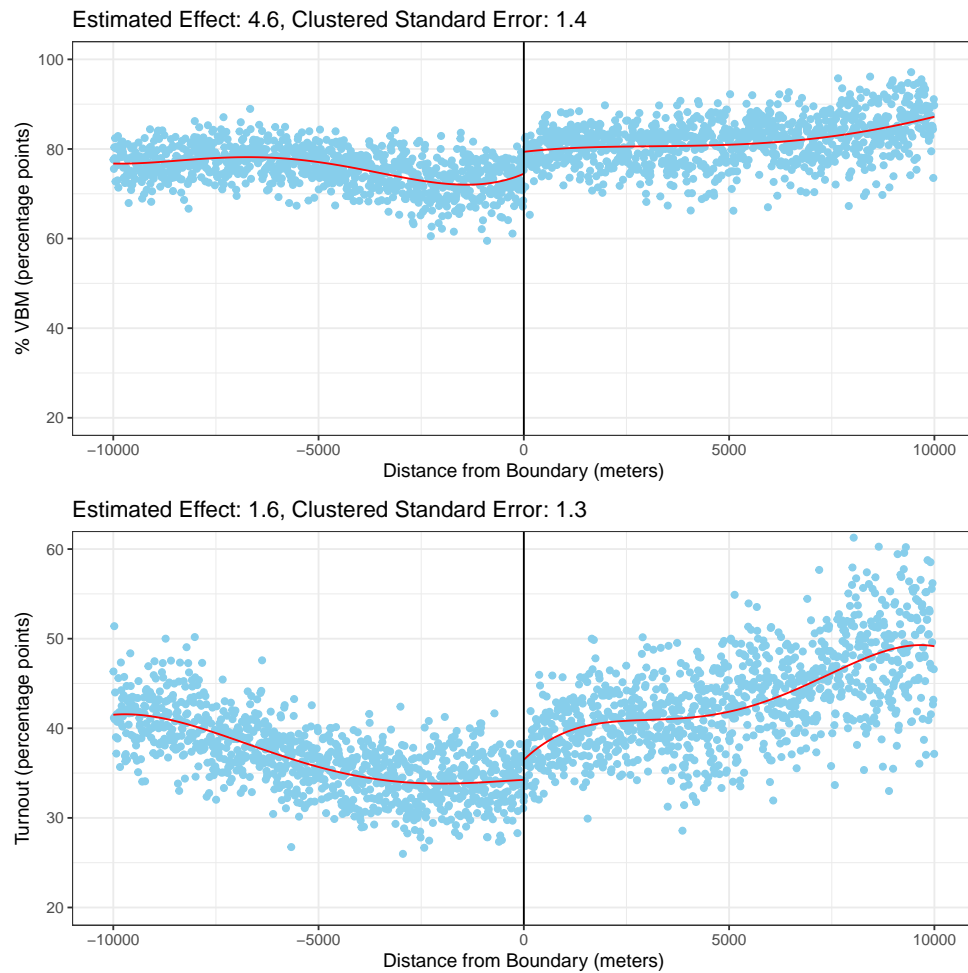 Estimated Effect: 4.6, Clustered Standard Error: 1.4
100
80
60
40
20
% VBM (percentage points)
−10000 −5000 0 5000 10000
Distance from Boundary (meters)
Estimated Effect: 1.6, Clustered Standard Error: 1.3
60
50
40
30
20
Turnout (percentage points)
−10000 −5000 0 5000 10000
Distance from Boundary (meters)